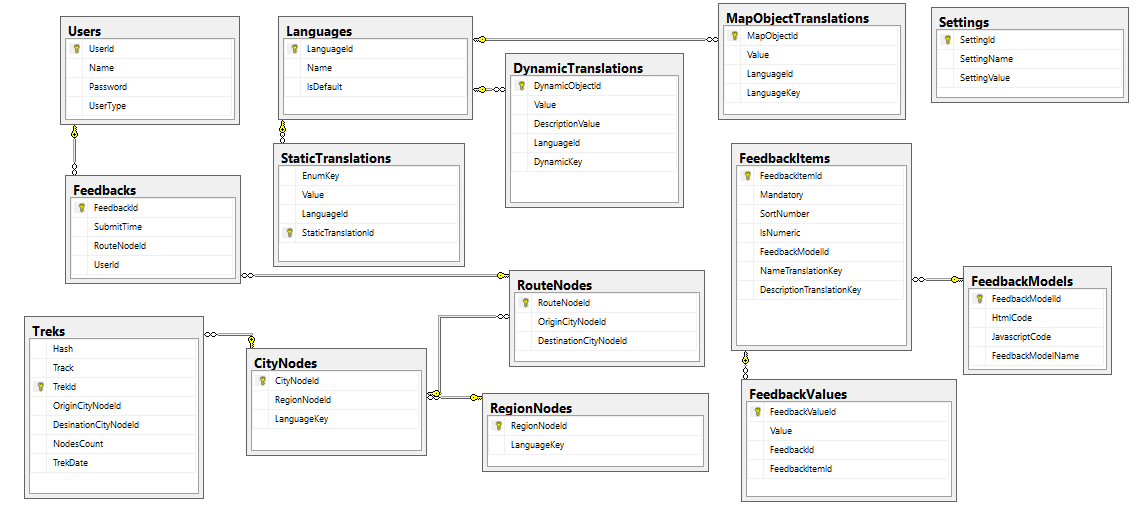 Users
UserId
Name
Password
UserType
Languages
LanguageId
Name
IsDefault
MapObjectTranslations
MapObjectId
Value
LanguageId
LanguageKey
Settings
SettingId
SettingName
SettingValue
DynamicTranslations
DynamicObjectId
Value
DescriptionValue
LanguageId
DynamicKey
StaticTranslations
EnumKey
Value
LanguageId
StaticTranslationId
FeedbackItems
FeedbackItemId
Mandatory
SortNumber
IsNumeric
FeedbackModelId
NameTranslationKey
DescriptionTranslationKey
Feedbacks
FeedbackId
SubmitTime
RouteNodeId
UserId
RouteNodes
RouteNodeId
OriginCityNodeId
DestinationCityNodeId
FeedbackModels
FeedbackModelId
HtmlCode
JavascriptCode
FeedbackModelName
Treks
Hash
Track
TrekId
OriginCityNodeId
DesinationCityNodeId
NodesCount
TrekDate
CityNodes
CityNodeId
RegionNodeId
LanguageKey
RegionNodes
RegionNodeId
LanguageKey
FeedbackValues
FeedbackValueId
Value
FeedbackId
FeedbackItemId